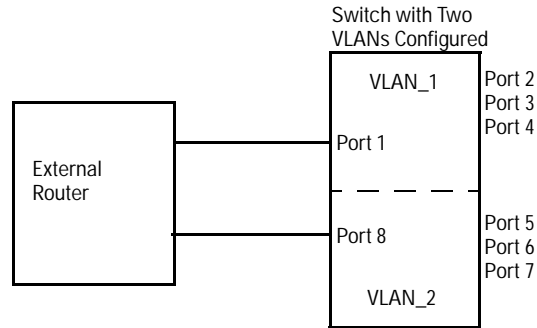 Switch with Two
VLANs Configured
VLAN_1
Port 2
Port 3
Port 4
Port 1
External
Router
Port 8
Port 5
Port 6
Port 7
VLAN_2